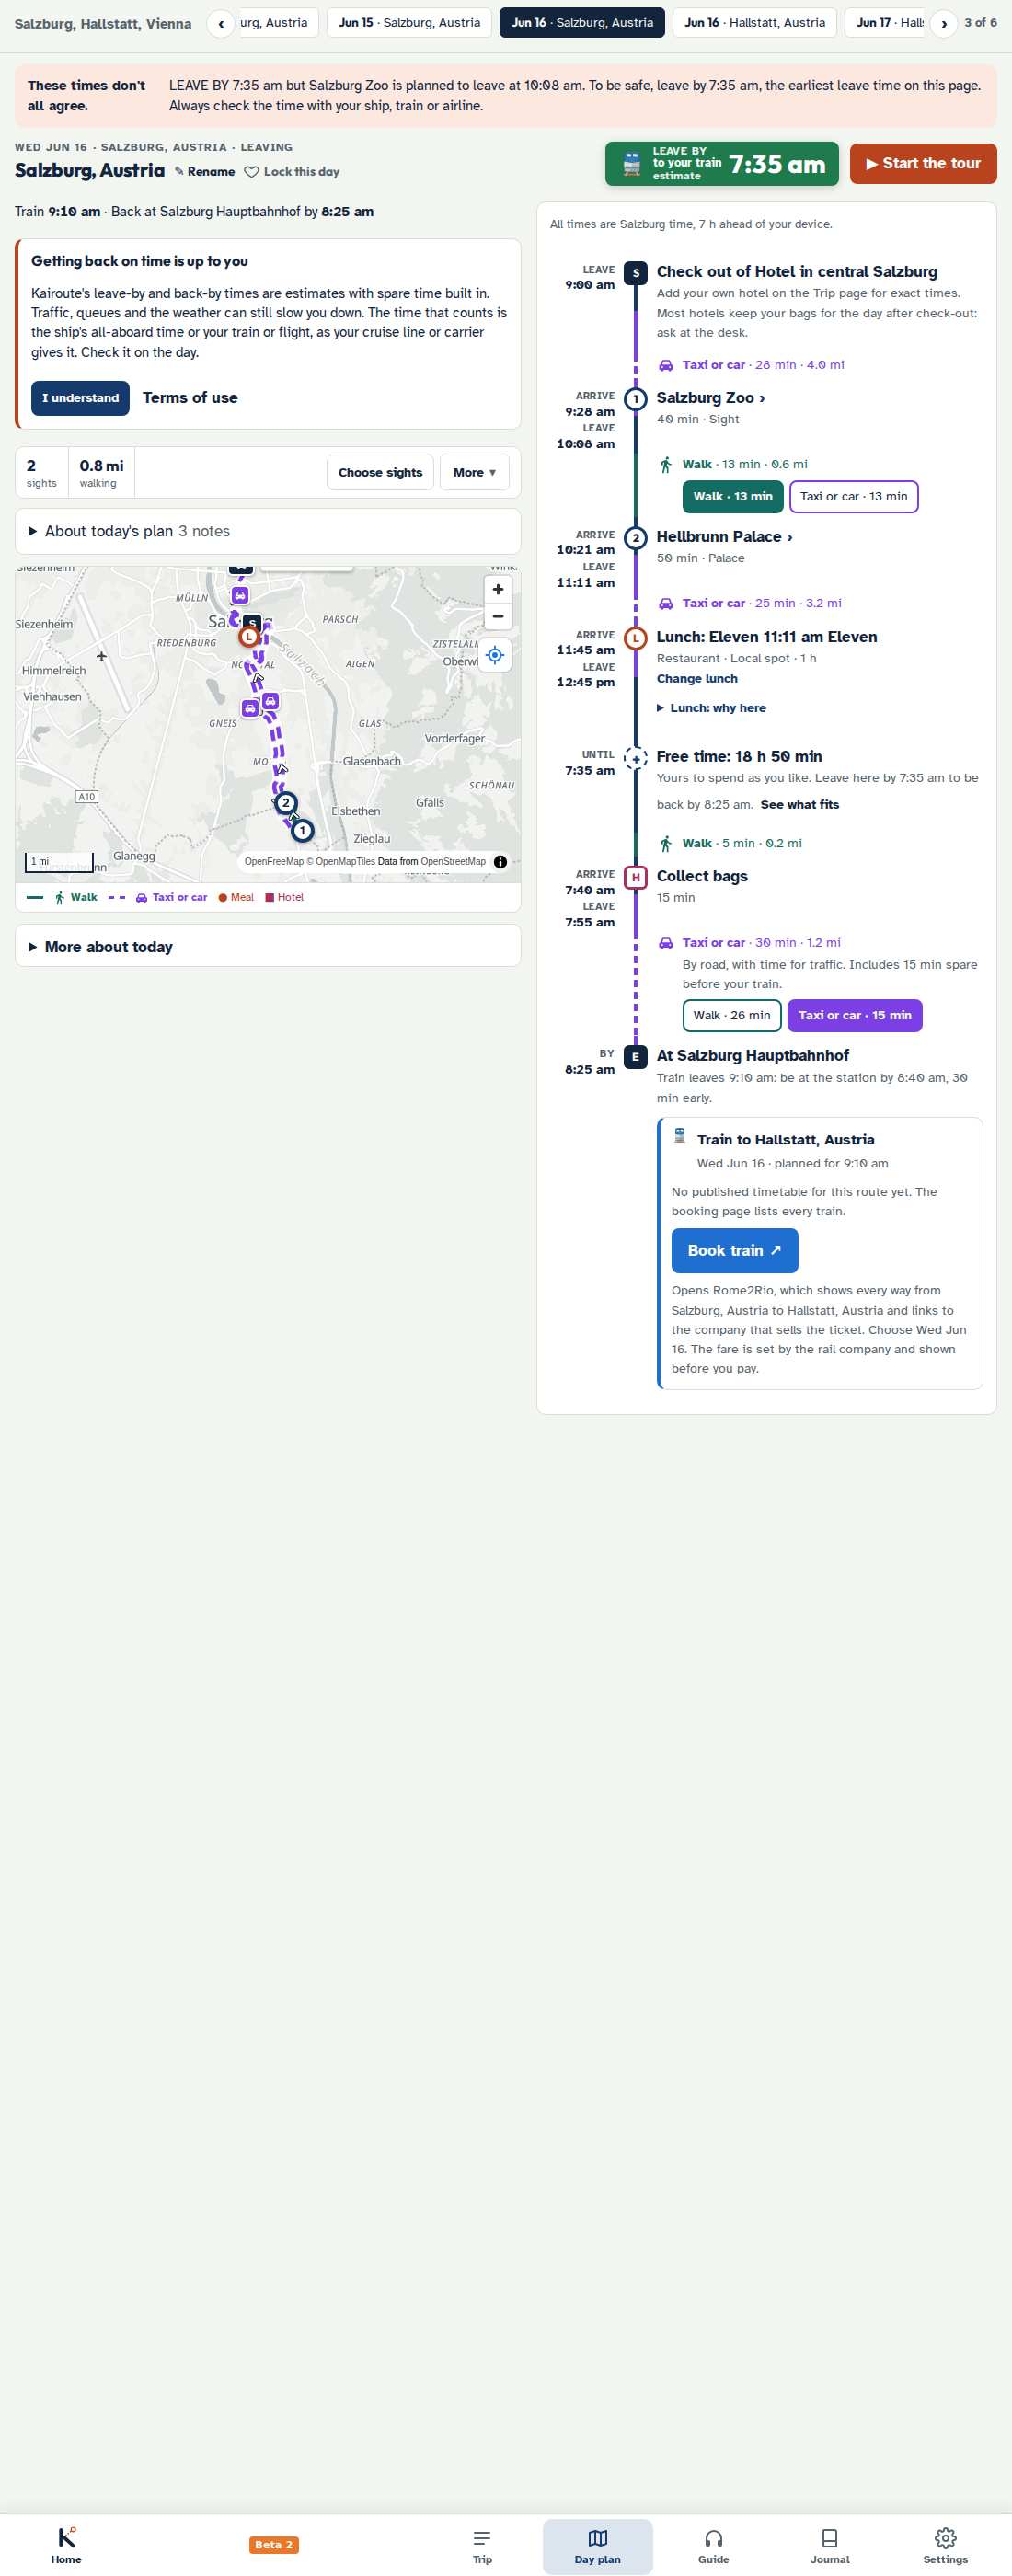 Salzburg, Hallstatt, Vienna
‹
urg, Austria
Jun 15 · Salzburg, Austria
Jun 16 · Salzburg, Austria
Jun 16 · Hallstatt, Austria
Jun 17 · Halls
›
3 of 6
These times don't
all agree.
LEAVE BY 7:35 am but Salzburg Zoo is planned to leave at 10:08 am. To be safe, leave by 7:35 am, the earliest leave time on this page.
Always check the time with your ship, train or airline.
WED JUN 16 · SALZBURG, AUSTRIA · LEAVING
Salzburg, Austria
✎ Rename
Lock this day
LEAVE BY
to your train
estimate
7:35 am
▶ Start the tour
Train 9:10 am · Back at Salzburg Hauptbahnhof by 8:25 am
Getting back on time is up to you
Kairoute's leave-by and back-by times are estimates with spare time built in.
Traffic, queues and the weather can still slow you down. The time that counts is
the ship's all-aboard time or your train or flight, as your cruise line or carrier
gives it. Check it on the day.
I understand
Terms of use
2
sights
0.8 mi
walking
Choose sights
More ▼
▶ About today's plan 3 notes
Siezenheim
MÜLLN
PARSCH
Siezenheim
RIEDENBURG
S
L
Salzach
AIGEN
Himmelreich
Viehhausen
GNEIS
GLAS
Vorderfager
Glasenbach
SCHÖNAU
A10
Gfalls
Elsbethen
2
1
Zieglau
Glanegg
+
−
1 mi
OpenFreeMap © OpenMapTiles Data from OpenStreetMap
Walk
Taxi or car
Meal
Hotel
▶ More about today
All times are Salzburg time, 7 h ahead of your device.
LEAVE
9:00 am
S
Check out of Hotel in central Salzburg
Add your own hotel on the Trip page for exact times.
Most hotels keep your bags for the day after check-out:
ask at the desk.
Taxi or car · 28 min · 4.0 mi
ARRIVE
9:28 am
LEAVE
10:08 am
1
Salzburg Zoo ›
40 min · Sight
Walk · 13 min · 0.6 mi
Walk · 13 min
Taxi or car · 13 min
ARRIVE
10:21 am
LEAVE
11:11 am
2
Hellbrunn Palace ›
50 min · Palace
Taxi or car · 25 min · 3.2 mi
ARRIVE
11:45 am
LEAVE
12:45 pm
L
Lunch: Eleven 11:11 am Eleven
Restaurant · Local spot · 1 h
Change lunch
▶ Lunch: why here
UNTIL
7:35 am
+
Free time: 18 h 50 min
Yours to spend as you like. Leave here by 7:35 am to be
back by 8:25 am. See what fits
Walk · 5 min · 0.2 mi
ARRIVE
7:40 am
LEAVE
7:55 am
H
Collect bags
15 min
Taxi or car · 30 min · 1.2 mi
By road, with time for traffic. Includes 15 min spare
before your train.
Walk · 26 min
Taxi or car · 15 min
BY
8:25 am
E
At Salzburg Hauptbahnhof
Train leaves 9:10 am: be at the station by 8:40 am, 30
min early.
Train to Hallstatt, Austria
Wed Jun 16 · planned for 9:10 am
No published timetable for this route yet. The
booking page lists every train.
Book train ↗
Opens Rome2Rio, which shows every way from
Salzburg, Austria to Hallstatt, Austria and links to
the company that sells the ticket. Choose Wed Jun
16. The fare is set by the rail company and shown
before you pay.
Home
Beta 2
Trip
Day plan
Guide
Journal
Settings